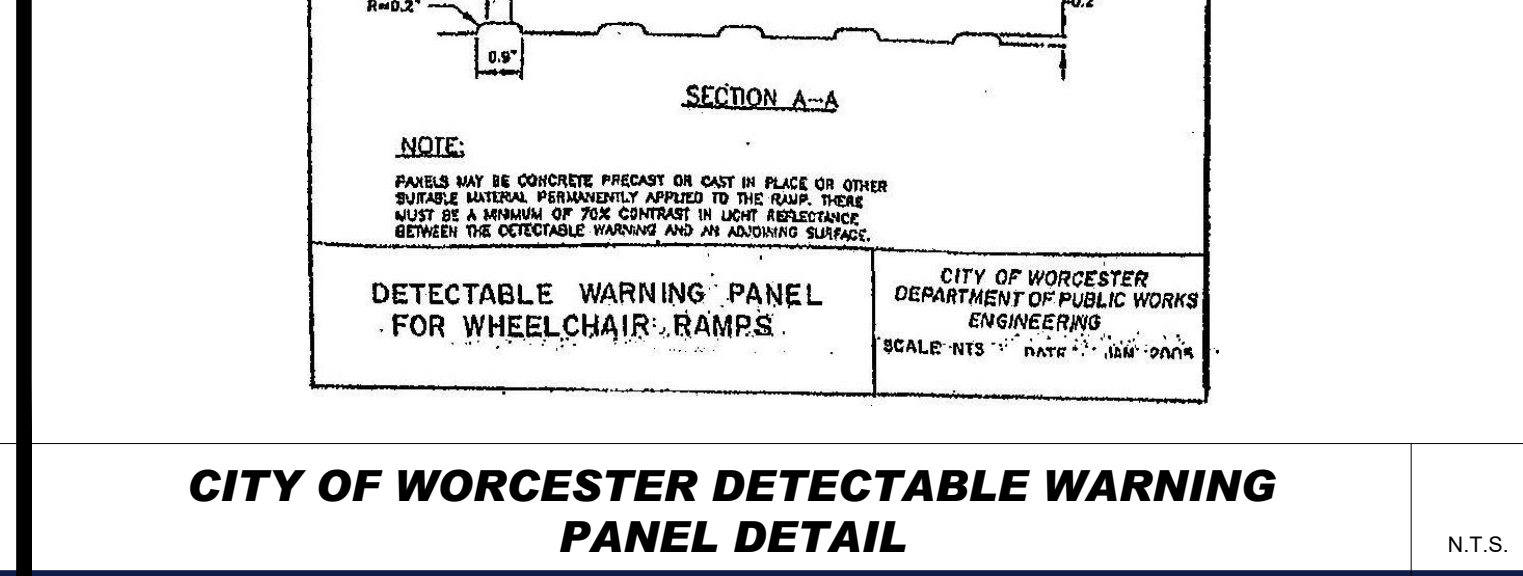 R=0.2"
0.2"
0.9"
SECTION A-A
NOTE:
PANELS MAY BE CONCRETE PRECAST OR CAST IN PLACE OR OTHER
SUITABLE MATERIAL PERMANENTLY APPLIED TO THE RAMP. THERE
MUST BE A MINIMUM OF 70% CONTRAST IN LIGHT REFLECTANCE
BETWEEN THE DETECTABLE WARNING AND AN ADJOINING SURFACE.
DETECTABLE WARNING PANEL
FOR WHEELCHAIR RAMPS
CITY OF WORCESTER
DEPARTMENT OF PUBLIC WORKS
ENGINEERING
SCALE NTS DATE JAN 2005
CITY OF WORCESTER DETECTABLE WARNING
PANEL DETAIL
N.T.S.